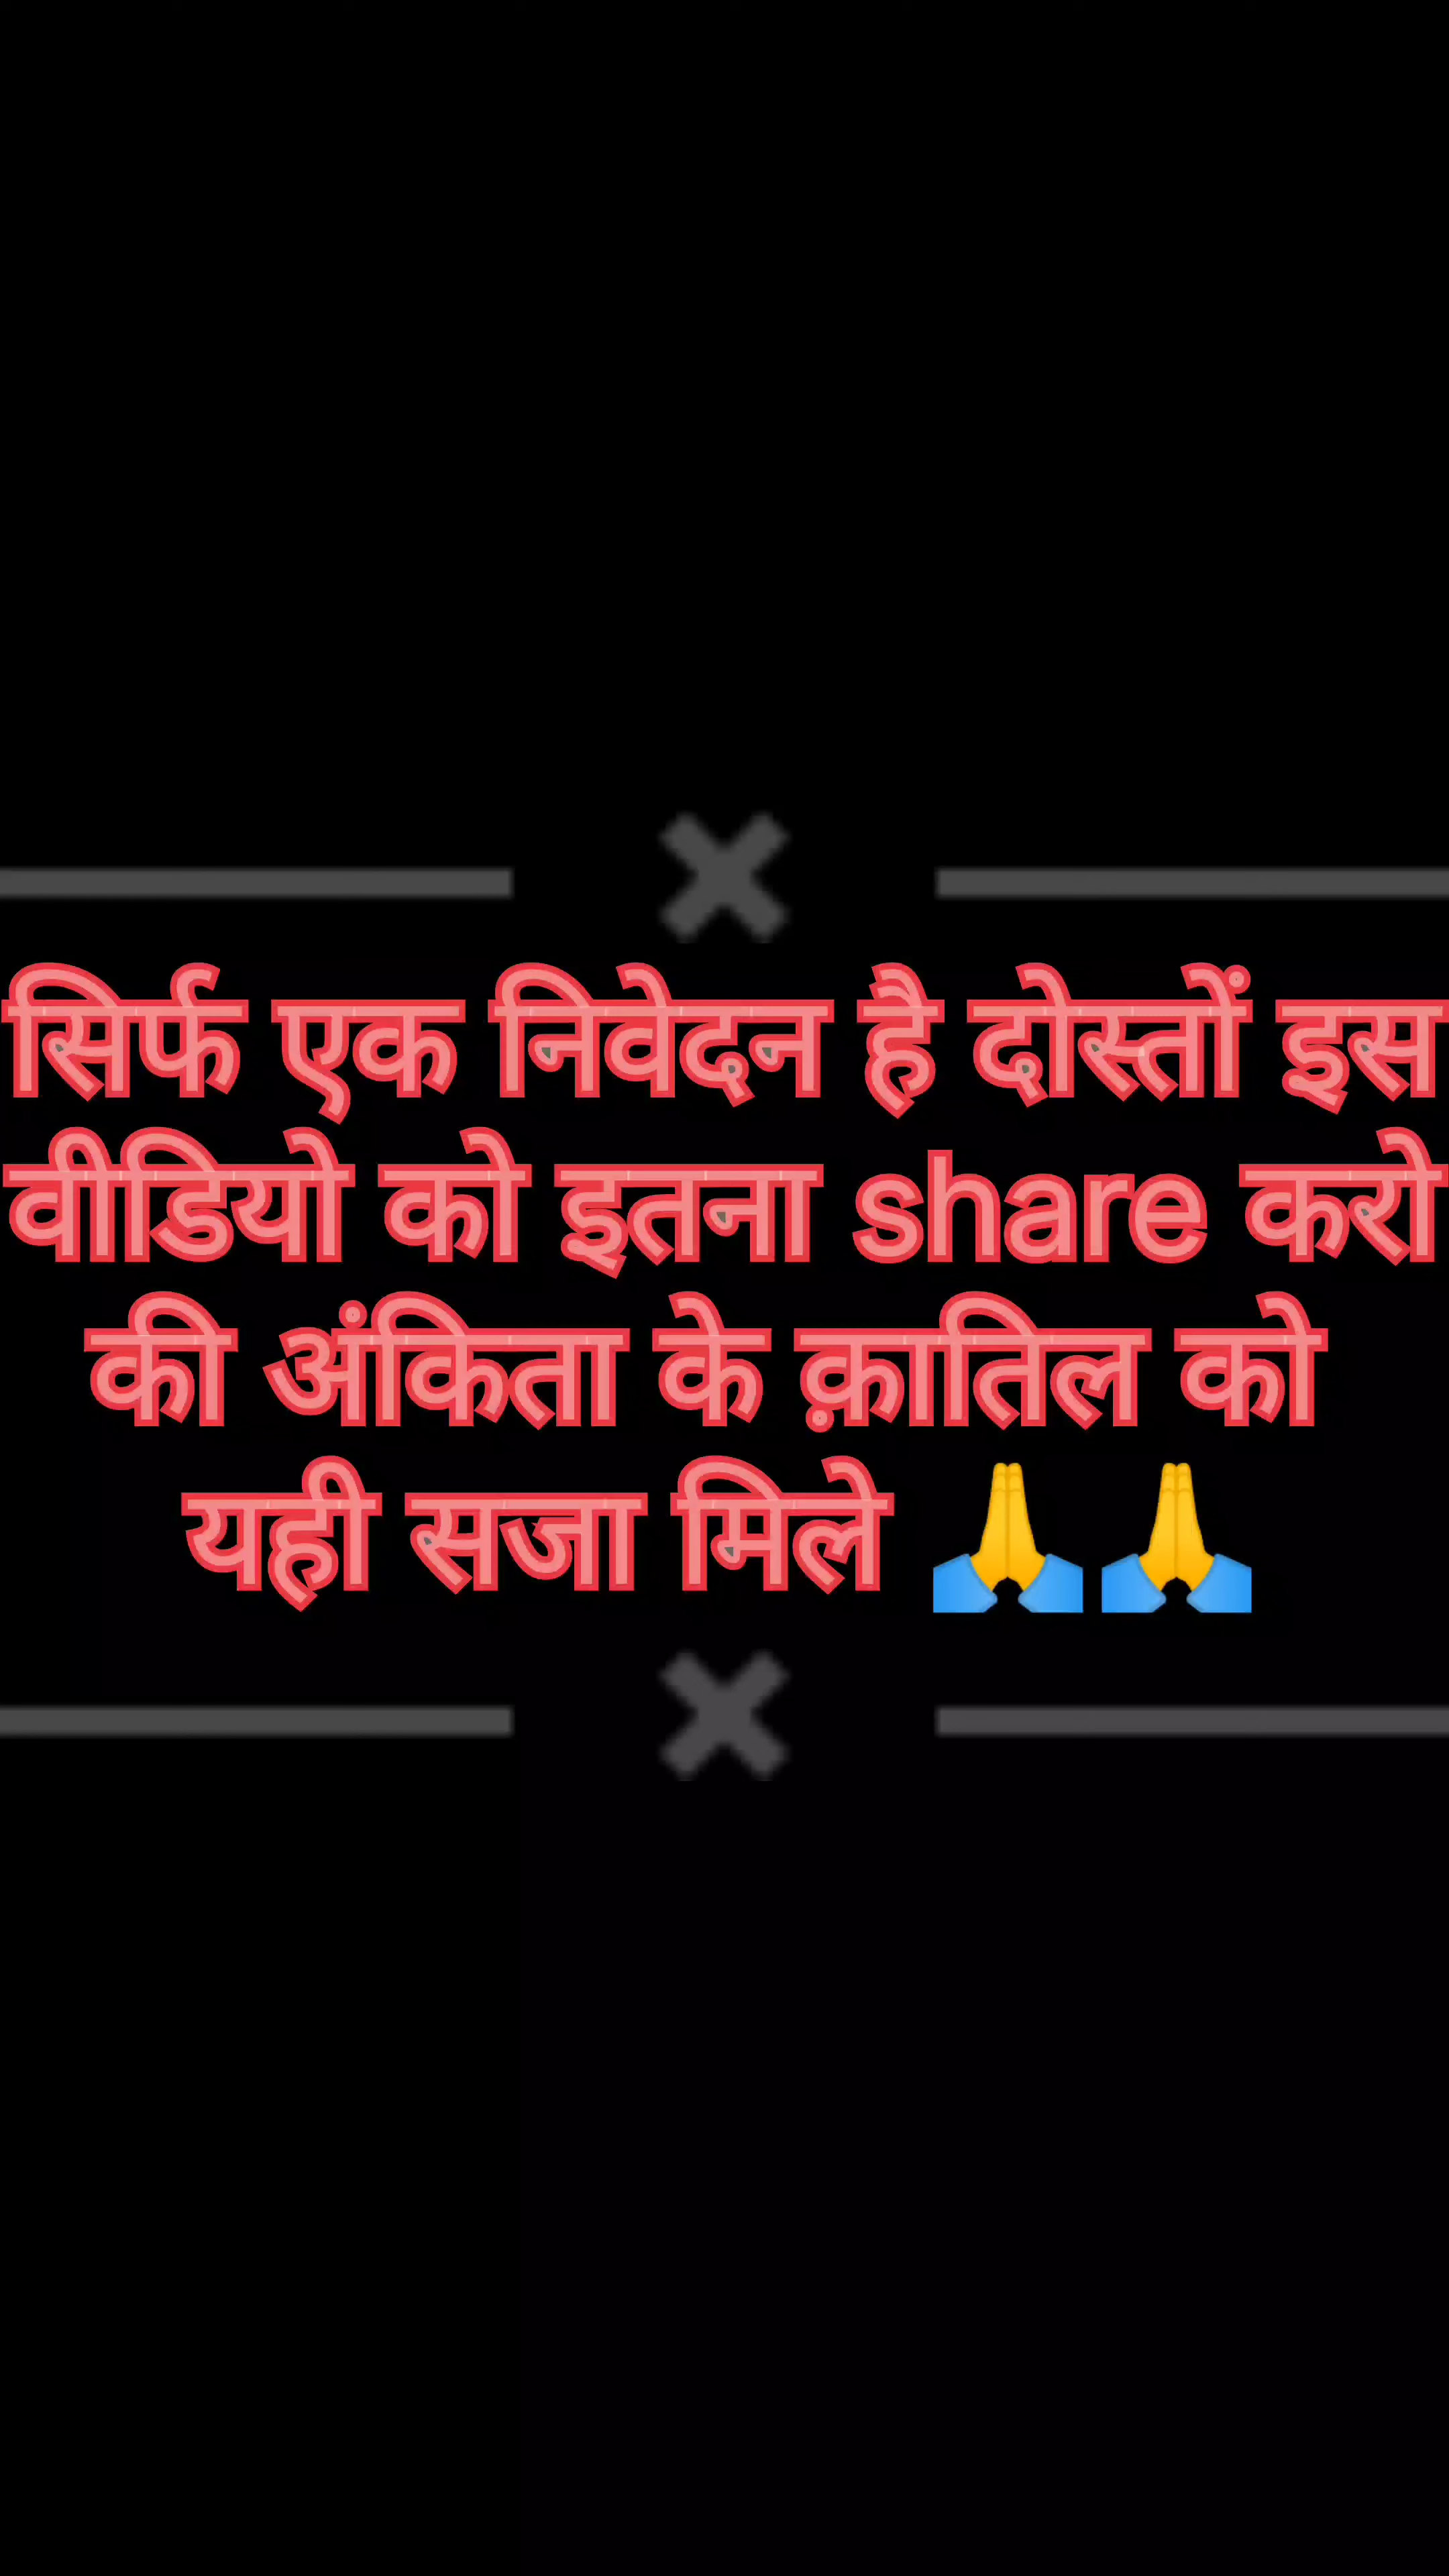 सिर्फ एक निवेदन है दोस्तों इस
वीडियो को इतना share करो
की अंकिता के क़ातिल को
यही सजा मिले 🙏🙏